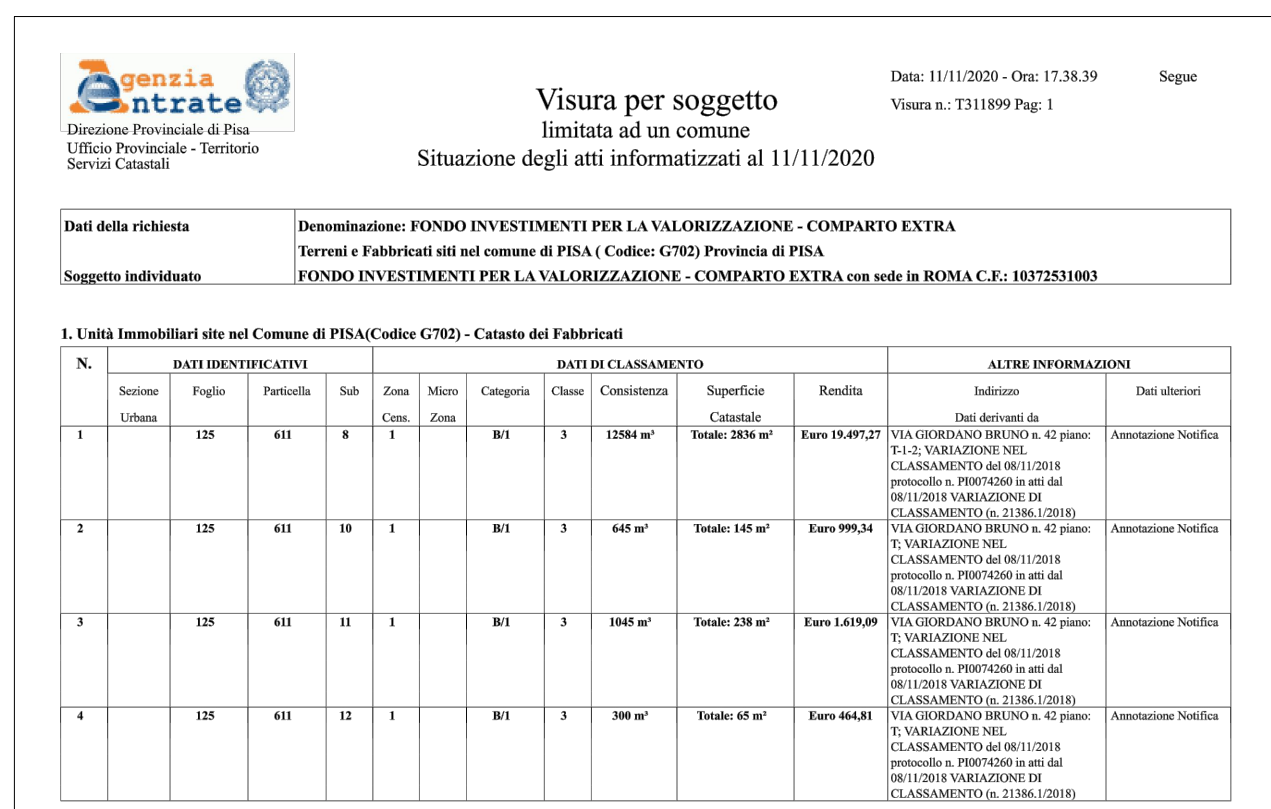 Agenzia
Entrate
Direzione Provinciale di Pisa
Ufficio Provinciale - Territorio
Servizi Catastali
Visura per soggetto
limitata ad un comune
Situazione degli atti informatizzati al 11/11/2020
Data: 11/11/2020 - Ora: 17.38.39 Segue
Visura n.: T311899 Pag: 1
Dati della richiesta Denominazione: FONDO INVESTIMENTI PER LA VALORIZZAZIONE - COMPARTO EXTRA
Terreni e Fabbricati siti nel comune di PISA ( Codice: G702) Provincia di PISA
Soggetto individuato FONDO INVESTIMENTI PER LA VALORIZZAZIONE - COMPARTO EXTRA con sede in ROMA C.F.: 10372531003
1. Unità Immobiliari site nel Comune di PISA(Codice G702) - Catasto dei Fabbricati
N. DATI IDENTIFICATIVI DATI DI CLASSAMENTO ALTRE INFORMAZIONI
Sezione Foglio Particella Sub Zona Micro Categoria Classe Consistenza Superficie Rendita Indirizzo Dati ulteriori
Urbana Cens. Zona Catastale Dati derivanti da
1 125 611 8 1 B/1 3 12584 m³ Totale: 2836 m² Euro 19.497,27 VIA GIORDANO BRUNO n. 42 piano: Annotazione Notifica
T-1-2; VARIAZIONE NEL
CLASSAMENTO del 08/11/2018
protocollo n. PI0074260 in atti dal
08/11/2018 VARIAZIONE DI
CLASSAMENTO (n. 21386.1/2018)
2 125 611 10 1 B/1 3 645 m³ Totale: 145 m² Euro 999,34 VIA GIORDANO BRUNO n. 42 piano: Annotazione Notifica
T; VARIAZIONE NEL
CLASSAMENTO del 08/11/2018
protocollo n. PI0074260 in atti dal
08/11/2018 VARIAZIONE DI
CLASSAMENTO (n. 21386.1/2018)
3 125 611 11 1 B/1 3 1045 m³ Totale: 238 m² Euro 1.619,09 VIA GIORDANO BRUNO n. 42 piano: Annotazione Notifica
T; VARIAZIONE NEL
CLASSAMENTO del 08/11/2018
protocollo n. PI0074260 in atti dal
08/11/2018 VARIAZIONE DI
CLASSAMENTO (n. 21386.1/2018)
4 125 611 12 1 B/1 3 300 m³ Totale: 65 m² Euro 464,81 VIA GIORDANO BRUNO n. 42 piano: Annotazione Notifica
T; VARIAZIONE NEL
CLASSAMENTO del 08/11/2018
protocollo n. PI0074260 in atti dal
08/11/2018 VARIAZIONE DI
CLASSAMENTO (n. 21386.1/2018)